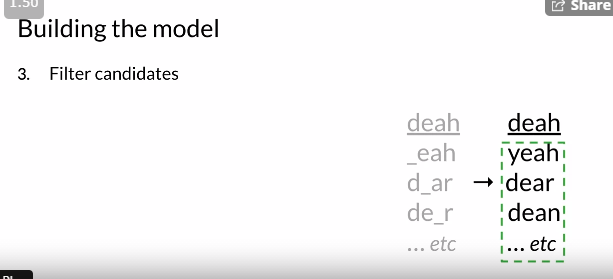 1.50
Share
Building the model
3. Filter candidates
deah deah
_eah yeah
d_ar → dear
de_r dean
... etc ... etc